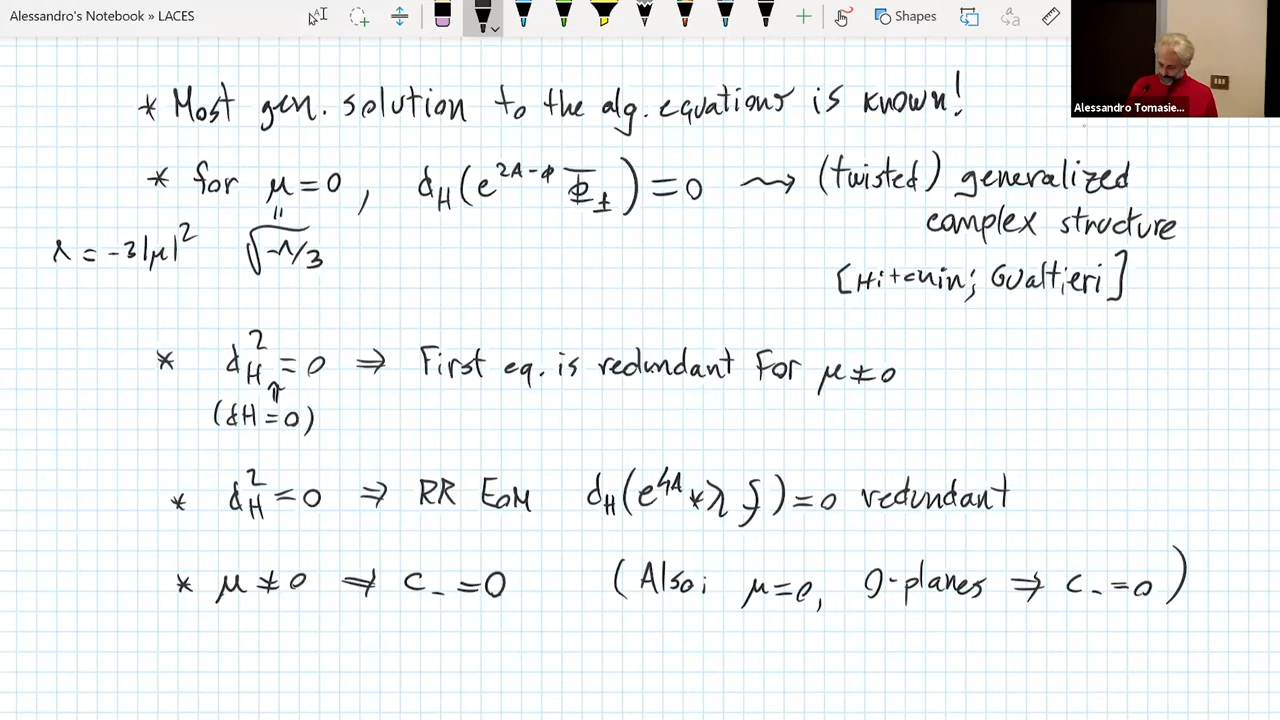 Alessandro's Notebook » LACES
Shapes
Alessandro Tomasie...
* Most gen. solution to the alg. equations is known!
* for μ=0, d_H(e^{2A-ϕ} Φ_±)=0 ⇝ (twisted) generalized
complex structure
Λ = -3|μ|² √-Λ/3
[Hitchin; Gualtieri]
* d_H²=0 ⇒ First eq. is redundant For μ≠0
(dH=0)
* d_H²=0 ⇒ RR EoM d_H(e^{4A} *λ f)=0 redundant
* μ≠0 ⇒ c_-=0 (Also; μ=0, O-planes ⇒ c_-=0)